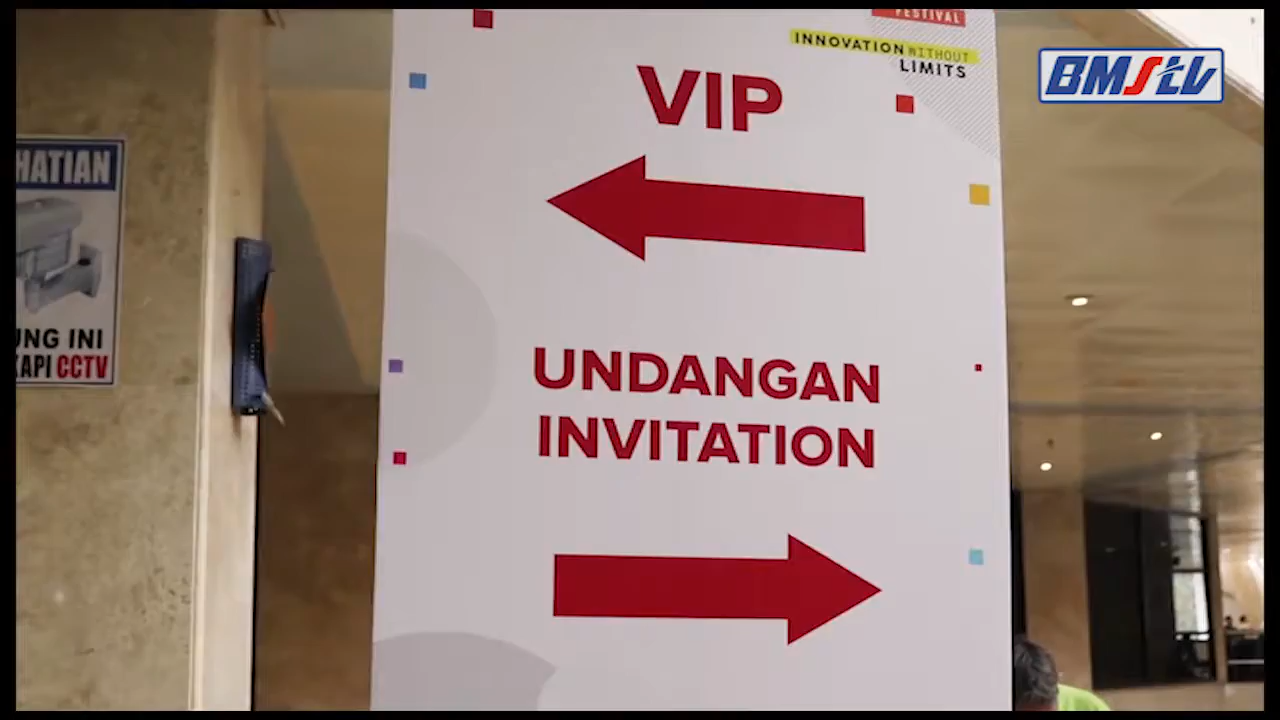 FESTIVAL
INNOVATION WITHOUT
LIMITS
BMStv
VIP
HATIAN
UNG INI
KAPI CCTV
UNDANGAN
INVITATION